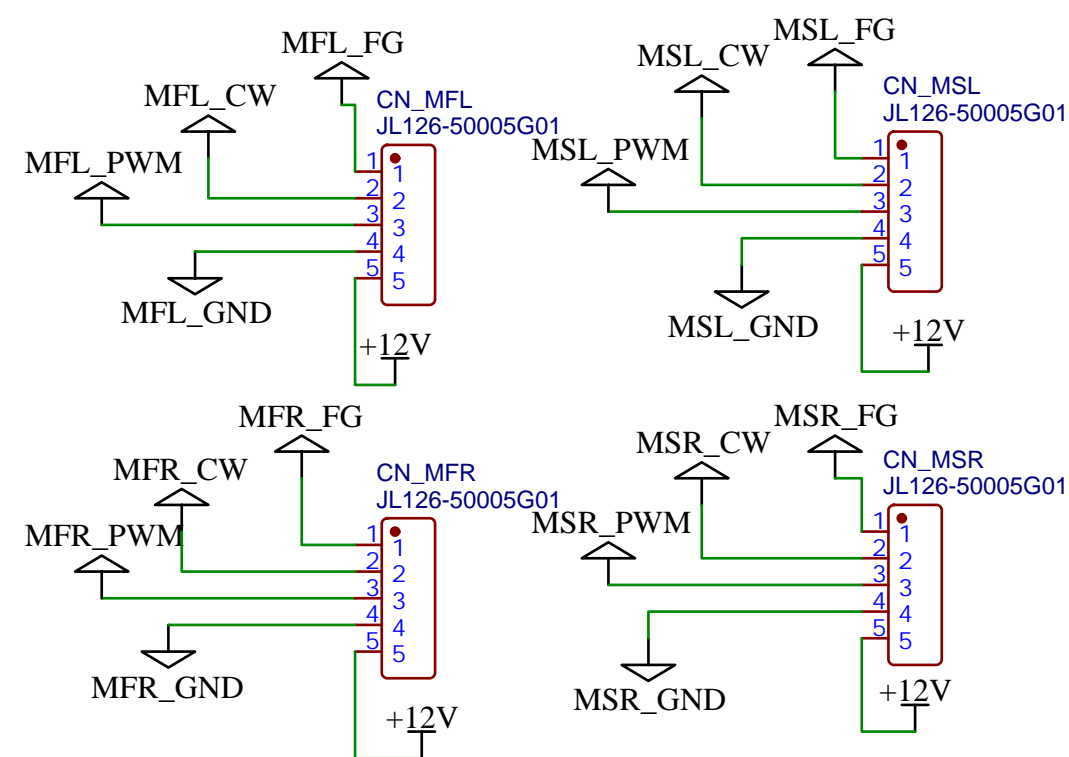 MFL_FG
MFL_CW
MFL_PWM
CN_MFL
JL126-50005G01
1 1
2 2
3 3
4 4
5 5
MFL_GND
+12V
MSL_FG
MSL_CW
MSL_PWM
CN_MSL
JL126-50005G01
1 1
2 2
3 3
4 4
5 5
MSL_GND
+12V
MFR_FG
MFR_CW
MFR_PWM
CN_MFR
JL126-50005G01
1 1
2 2
3 3
4 4
5 5
MFR_GND
+12V
MSR_FG
MSR_CW
MSR_PWM
CN_MSR
JL126-50005G01
1 1
2 2
3 3
4 4
5 5
MSR_GND
+12V